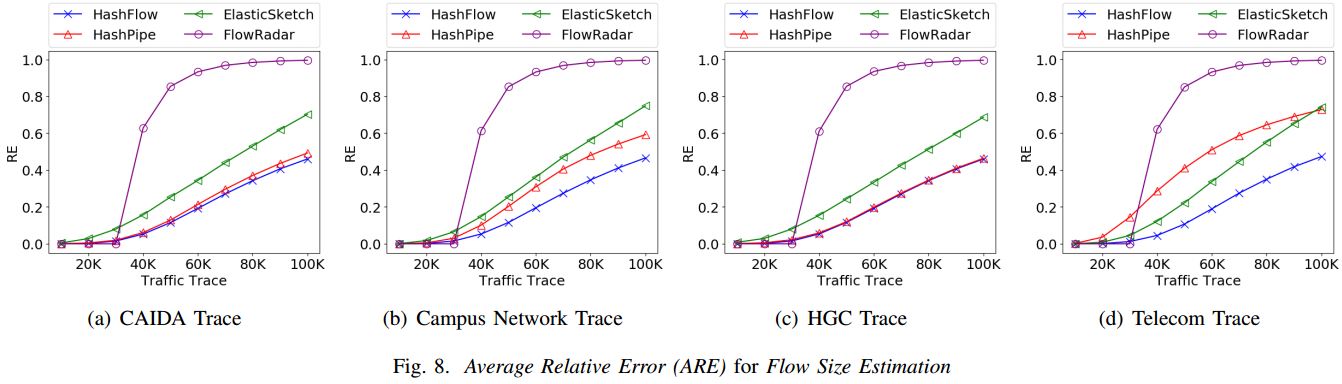 HashFlow ElasticSketch
HashPipe FlowRadar
1.0
0.8
0.6
0.4
0.2
0.0
RE
20K 40K 60K 80K 100K
Traffic Trace
(a) CAIDA Trace
HashFlow ElasticSketch
HashPipe FlowRadar
1.0
0.8
0.6
0.4
0.2
0.0
RE
20K 40K 60K 80K 100K
Traffic Trace
(b) Campus Network Trace
HashFlow ElasticSketch
HashPipe FlowRadar
1.0
0.8
0.6
0.4
0.2
0.0
RE
20K 40K 60K 80K 100K
Traffic Trace
(c) HGC Trace
HashFlow ElasticSketch
HashPipe FlowRadar
1.0
0.8
0.6
0.4
0.2
0.0
RE
20K 40K 60K 80K 100K
Traffic Trace
(d) Telecom Trace
Fig. 8. Average Relative Error (ARE) for Flow Size Estimation